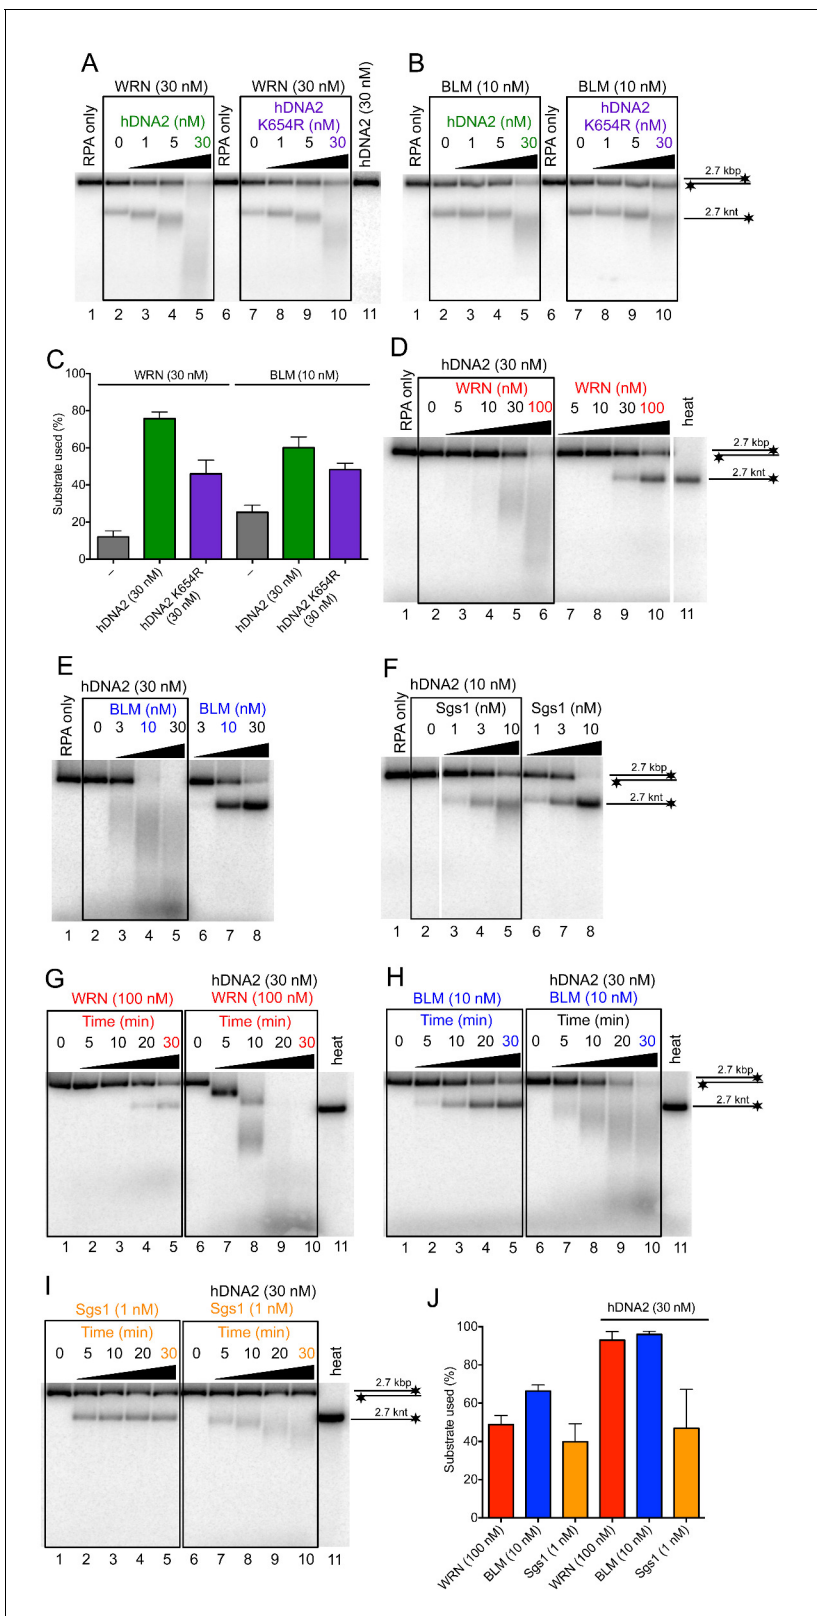 A
WRN (30 nM)
WRN (30 nM)
RPA only
hDNA2 (nM)
0 1 5 30
RPA only
hDNA2
K654R (nM)
0 1 5 30
hDNA2 (30 nM)
1 2 3 4 5 6 7 8 9 10 11
B
BLM (10 nM)
BLM (10 nM)
RPA only
hDNA2 (nM)
0 1 5 30
RPA only
hDNA2
K654R (nM)
0 1 5 30
2.7 kbp
2.7 knt
1 2 3 4 5 6 7 8 9 10
C
WRN (30 nM)
BLM (10 nM)
Substrate used (%)
100
80
60
40
20
0
–
hDNA2 (30 nM)
hDNA2 K654R
(30 nM)
–
hDNA2 (30 nM)
hDNA2 K654R
(30 nM)
D
hDNA2 (30 nM)
RPA only
WRN (nM)
WRN (nM)
0 5 10 30 100
5 10 30 100
heat
2.7 kbp
2.7 knt
1 2 3 4 5 6 7 8 9 10 11
E
hDNA2 (30 nM)
RPA only
BLM (nM)
BLM (nM)
0 3 10 30
3 10 30
1 2 3 4 5 6 7 8
F
hDNA2 (10 nM)
RPA only
Sgs1 (nM)
Sgs1 (nM)
0 1 3 10
1 3 10
2.7 kbp
2.7 knt
1 2 3 4 5 6 7 8
G
hDNA2 (30 nM)
WRN (100 nM)
WRN (100 nM)
Time (min)
Time (min)
0 5 10 20 30
0 5 10 20 30
heat
1 2 3 4 5 6 7 8 9 10 11
H
hDNA2 (30 nM)
BLM (10 nM)
BLM (10 nM)
Time (min)
Time (min)
0 5 10 20 30
0 5 10 20 30
heat
2.7 kbp
2.7 knt
1 2 3 4 5 6 7 8 9 10 11
I
hDNA2 (30 nM)
Sgs1 (1 nM)
Sgs1 (1 nM)
Time (min)
Time (min)
0 5 10 20 30
0 5 10 20 30
heat
2.7 kbp
2.7 knt
1 2 3 4 5 6 7 8 9 10 11
J
hDNA2 (30 nM)
Substrate used (%)
100
80
60
40
20
0
WRN (100 nM)
BLM (10 nM)
Sgs1 (1 nM)
WRN (100 nM)
BLM (10 nM)
Sgs1 (1 nM)